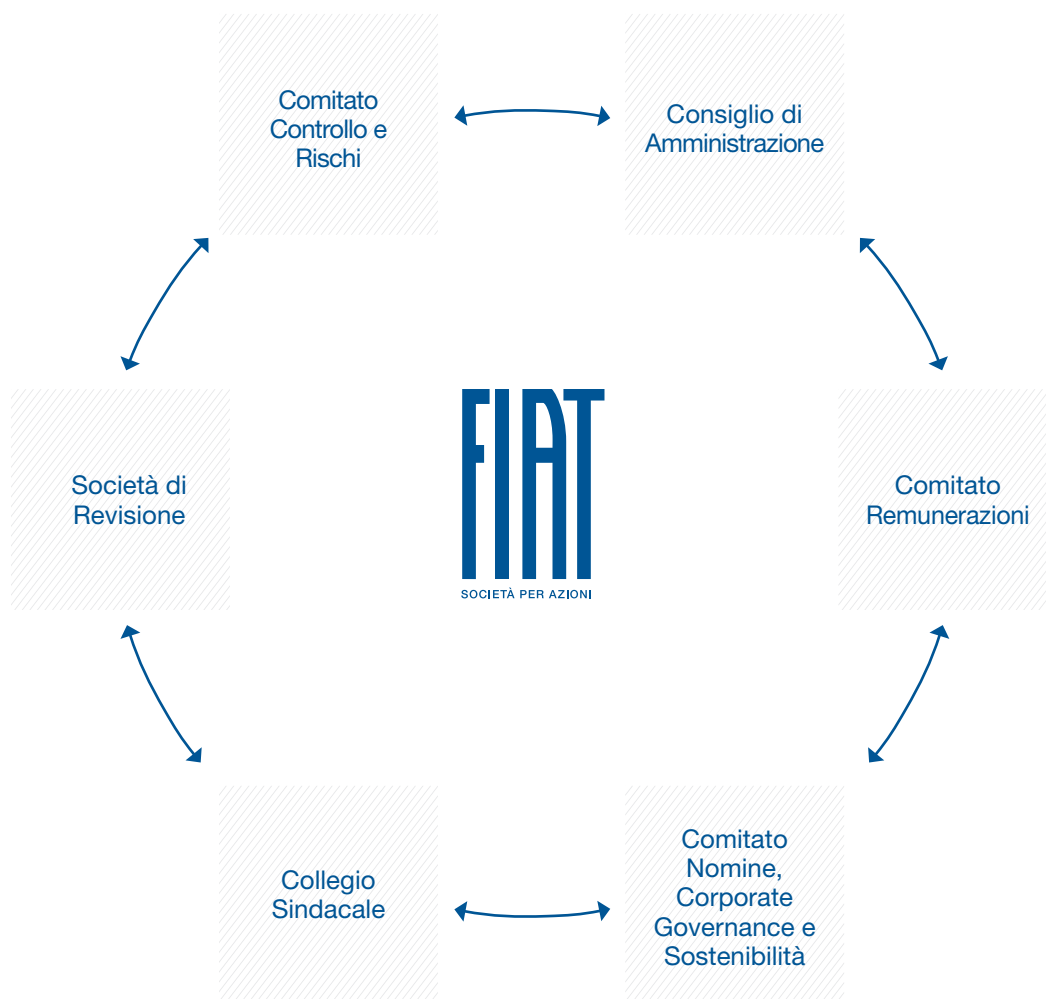 Comitato
Controllo e
Rischi
Consiglio di
Amministrazione
Società di
Revisione
FIAT
SOCIETÀ PER AZIONI
Comitato
Remunerazioni
Collegio
Sindacale
Comitato
Nomine,
Corporate
Governance e
Sostenibilità